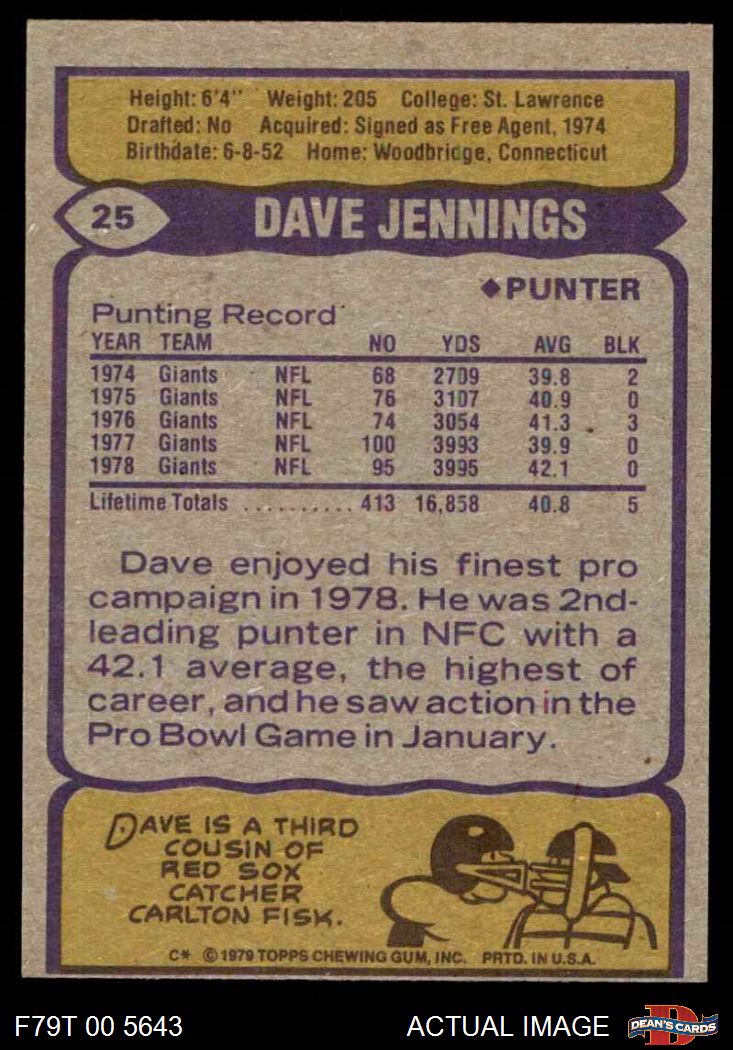 Height: 6'4" Weight: 205 College: St. Lawrence
Drafted: No Acquired: Signed as Free Agent, 1974
Birthdate: 6-8-52 Home: Woodbridge, Connecticut
25 DAVE JENNINGS
◆PUNTER
Punting Record
YEAR TEAM NO YDS AVG BLK
1974 Giants NFL 68 2709 39.8 2
1975 Giants NFL 76 3107 40.9 0
1976 Giants NFL 74 3054 41.3 3
1977 Giants NFL 100 3993 39.9 0
1978 Giants NFL 95 3995 42.1 0
Lifetime Totals .......... 413 16,858 40.8 5
Dave enjoyed his finest pro
campaign in 1978. He was 2nd-
leading punter in NFC with a
42.1 average, the highest of
career, and he saw action in the
Pro Bowl Game in January.
DAVE IS A THIRD
COUSIN OF
RED SOX
CATCHER
CARLTON FISK.
C* © 1979 TOPPS CHEWING GUM, INC. PRTD. IN U.S.A.
F79T 00 5643 ACTUAL IMAGE D DEAN'S CARDS